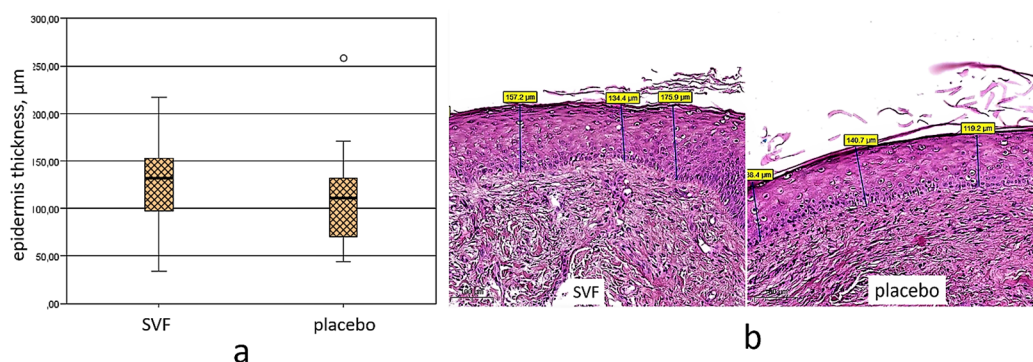 300,00
250,00
200,00
150,00
100,00
50,00
,00
epidermis thickness, µm
SVF
placebo
a
157.2 µm
134.4 µm
175.9 µm
SVF
140.7 µm
119.2 µm
placebo
b